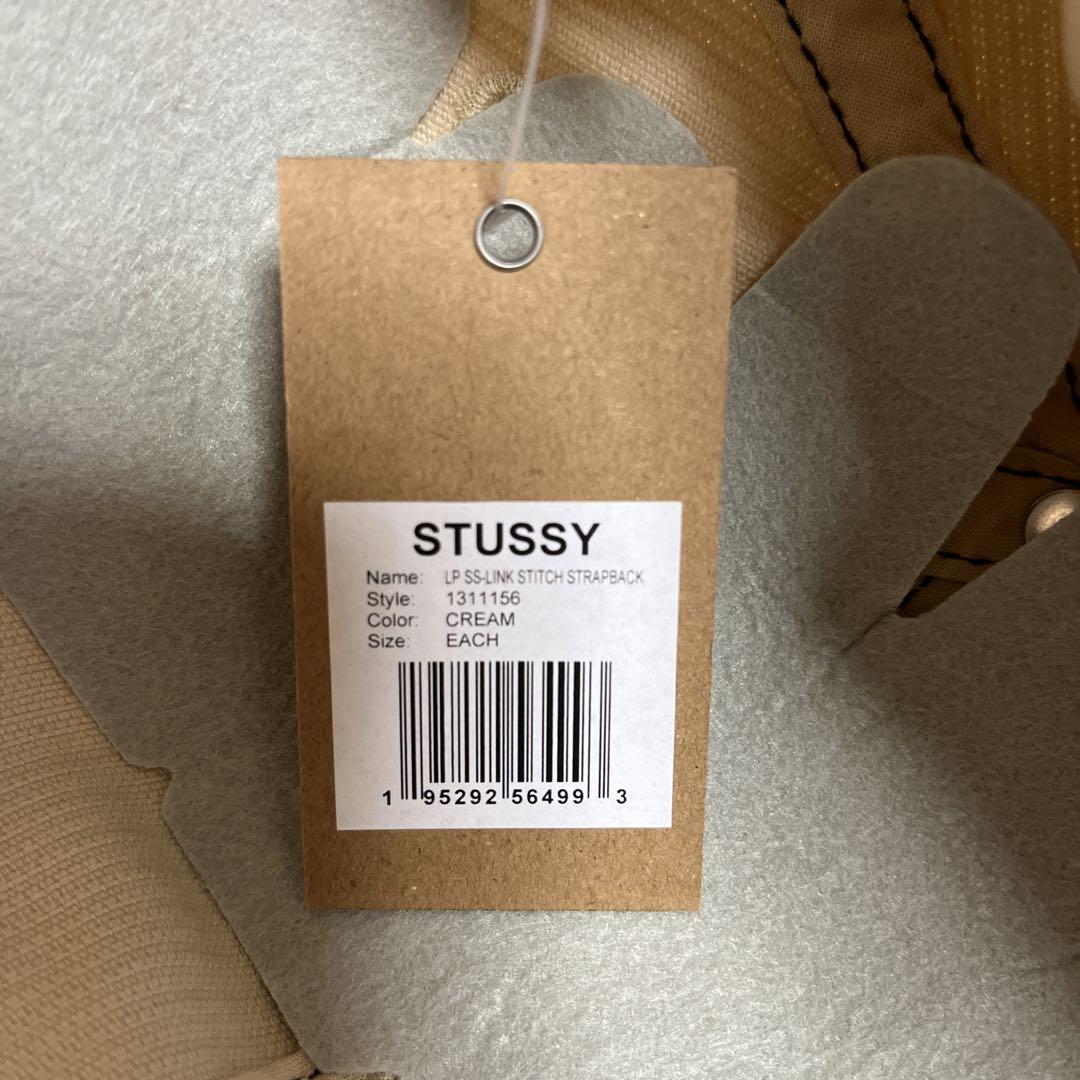 STUSSY
Name: LP SS-LINK STITCH STRAPBACK
Style: 1311156
Color: CREAM
Size: EACH
1 95292 56499 3